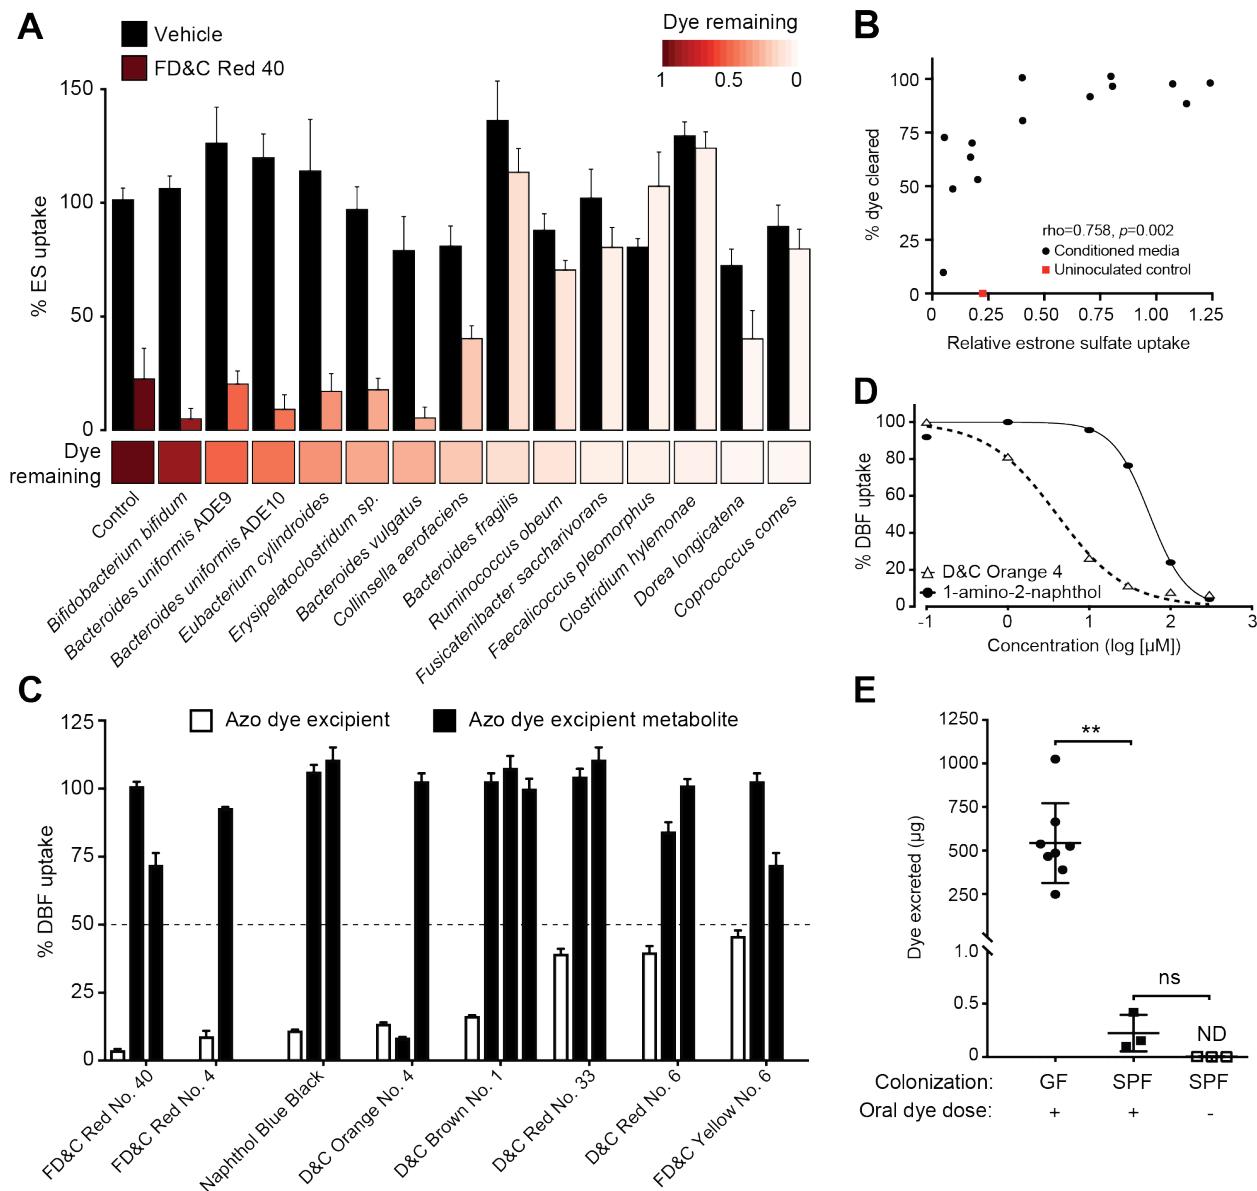 A
Vehicle
FD&C Red 40
Dye remaining
1
0.5
0
150
100
50
0
% ES uptake
Dye
remaining
Control
Bifidobacterium bifidum
Bacteroides uniformis ADE9
Bacteroides uniformis ADE10
Eubacterium cylindroides
Erysipelatoclostridum sp.
Bacteroides vulgatus
Collinsella aerofaciens
Bacteroides fragilis
Ruminococcus obeum
Fusicatenibacter saccharivorans
Faecalicoccus pleomorphus
Clostridium hylemonae
Dorea longicatena
Coprococcus comes
B
100
75
50
25
0
% dye cleared
rho=0.758, p=0.002
Conditioned media
Uninoculated control
0
0.25
0.50
0.75
1.00
1.25
Relative estrone sulfate uptake
D
100
80
60
40
20
0
% DBF uptake
D&C Orange 4
1-amino-2-naphthol
-1
0
1
2
3
Concentration (log [µM])
C
125
100
75
50
25
0
% DBF uptake
Azo dye excipient
Azo dye excipient metabolite
FD&C Red No. 40
FD&C Red No. 4
Naphthol Blue Black
D&C Orange No. 4
D&C Brown No. 1
D&C Red No. 33
D&C Red No. 6
FD&C Yellow No. 6
E
1250
750
500
250
1.0
0.5
0
Dye excreted (µg)
**
ns
ND
Colonization: GF SPF SPF
Oral dye dose: + + -